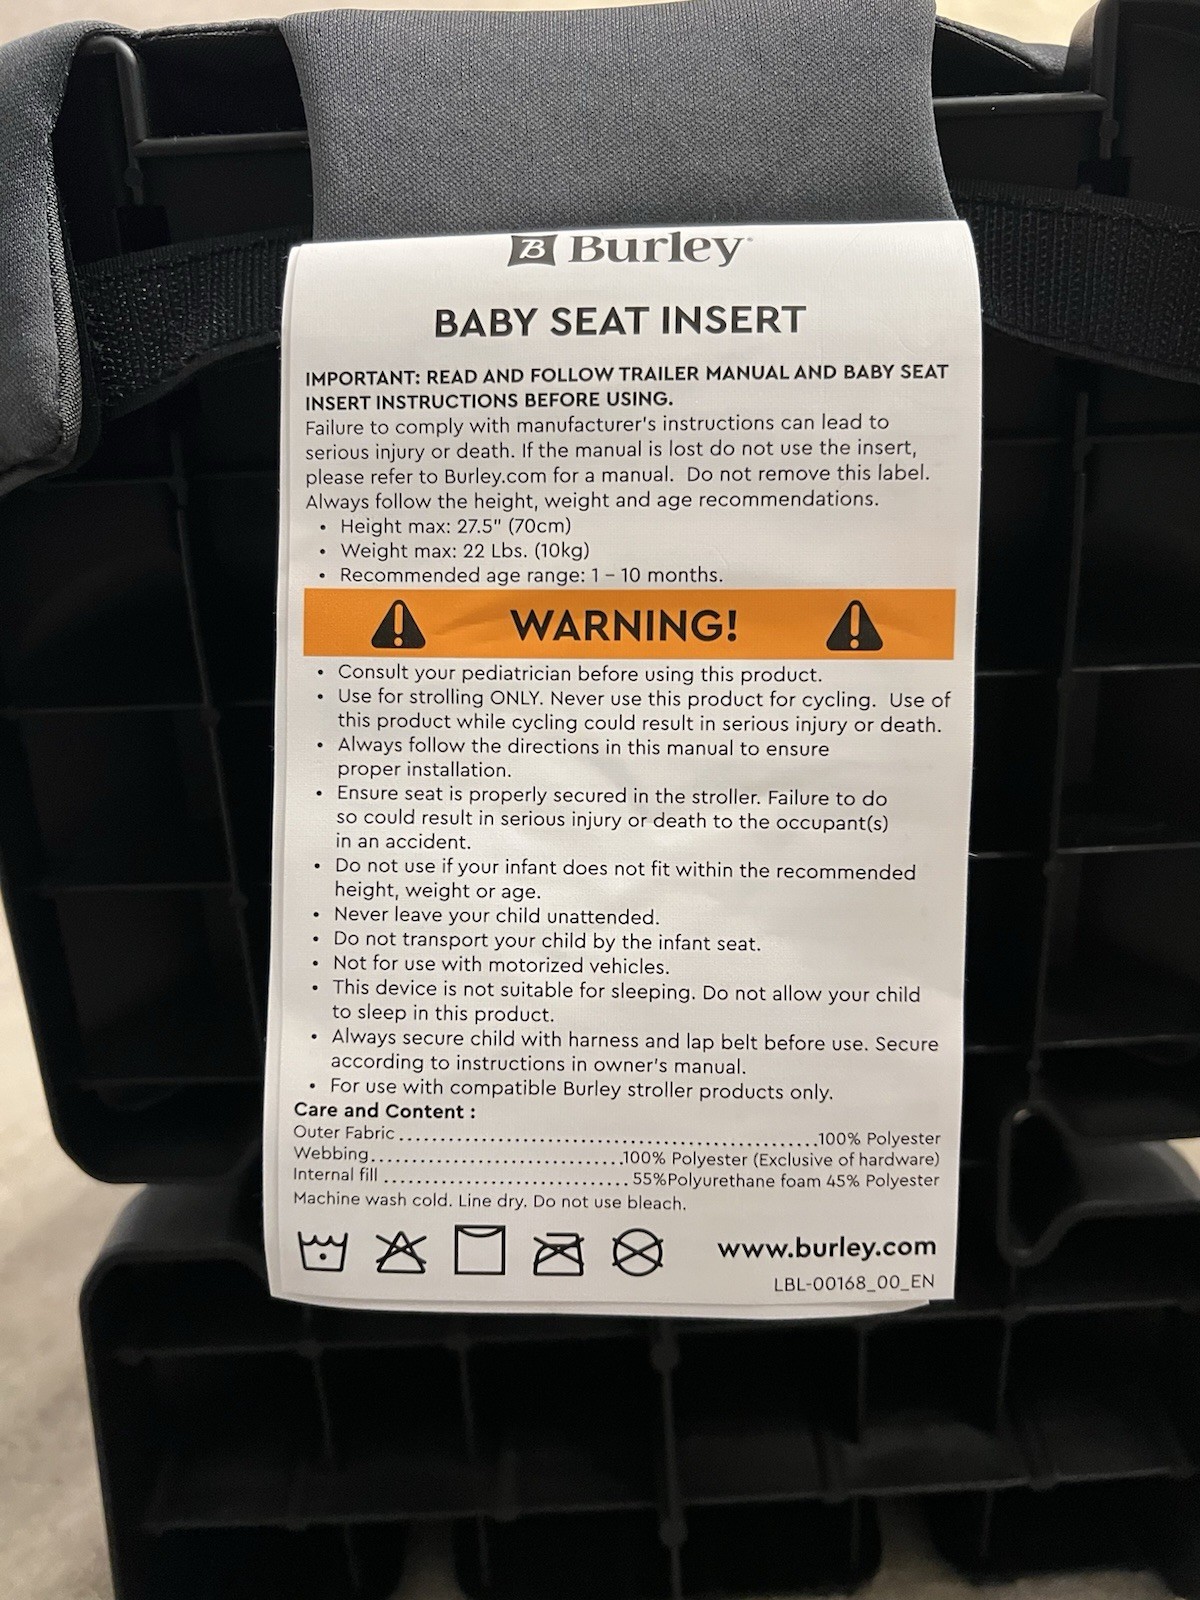 B Burley
BABY SEAT INSERT
IMPORTANT: READ AND FOLLOW TRAILER MANUAL AND BABY SEAT
INSERT INSTRUCTIONS BEFORE USING.
Failure to comply with manufacturer's instructions can lead to
serious injury or death. If the manual is lost do not use the insert,
please refer to Burley.com for a manual. Do not remove this label.
Always follow the height, weight and age recommendations.
• Height max: 27.5" (70cm)
• Weight max: 22 Lbs. (10kg)
• Recommended age range: 1 – 10 months.
WARNING!
• Consult your pediatrician before using this product.
• Use for strolling ONLY. Never use this product for cycling. Use of
this product while cycling could result in serious injury or death.
• Always follow the directions in this manual to ensure
proper installation.
• Ensure seat is properly secured in the stroller. Failure to do
so could result in serious injury or death to the occupant(s)
in an accident.
• Do not use if your infant does not fit within the recommended
height, weight or age.
• Never leave your child unattended.
• Do not transport your child by the infant seat.
• Not for use with motorized vehicles.
• This device is not suitable for sleeping. Do not allow your child
to sleep in this product.
• Always secure child with harness and lap belt before use. Secure
according to instructions in owner's manual.
• For use with compatible Burley stroller products only.
Care and Content :
Outer Fabric ........................................................100% Polyester
Webbing..................................100% Polyester (Exclusive of hardware)
Internal fill ................................. 55%Polyurethane foam 45% Polyester
Machine wash cold. Line dry. Do not use bleach.
www.burley.com
LBL-00168_00_EN